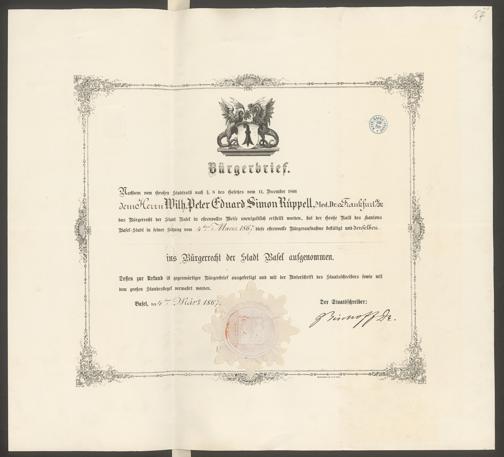 57
Bürgerbrief.
Nachdem vom Großen Stadtrath nach § 8 des Gesetzes vom 11. December 1866
dem Herrn Wilh. Peter Eduard Simon Rüppell, Med. Dr. a. Frankfurt a/m
das Bürgerrecht der Stadt Basel in ehrenvoller Weise unentgeldlich ertheilt worden, hat der Große Rath des Kantons
Basel-Stadt in seiner Sitzung vom 4ten März 1867 diese ehrenvolle Bürgeraufnahme bestätigt und denselben
ins Bürgerrecht der Stadt Basel aufgenommen.
Dessen zur Urkund ist gegenwärtiger Bürgerbrief ausgefertigt und mit der Unterschrift des Staatsschreibers sowie mit
dem großen Standessiegel verwahrt worden.
Basel, den 4ten März 1867.
Der Staatsschreiber:
Bischoff Dr.